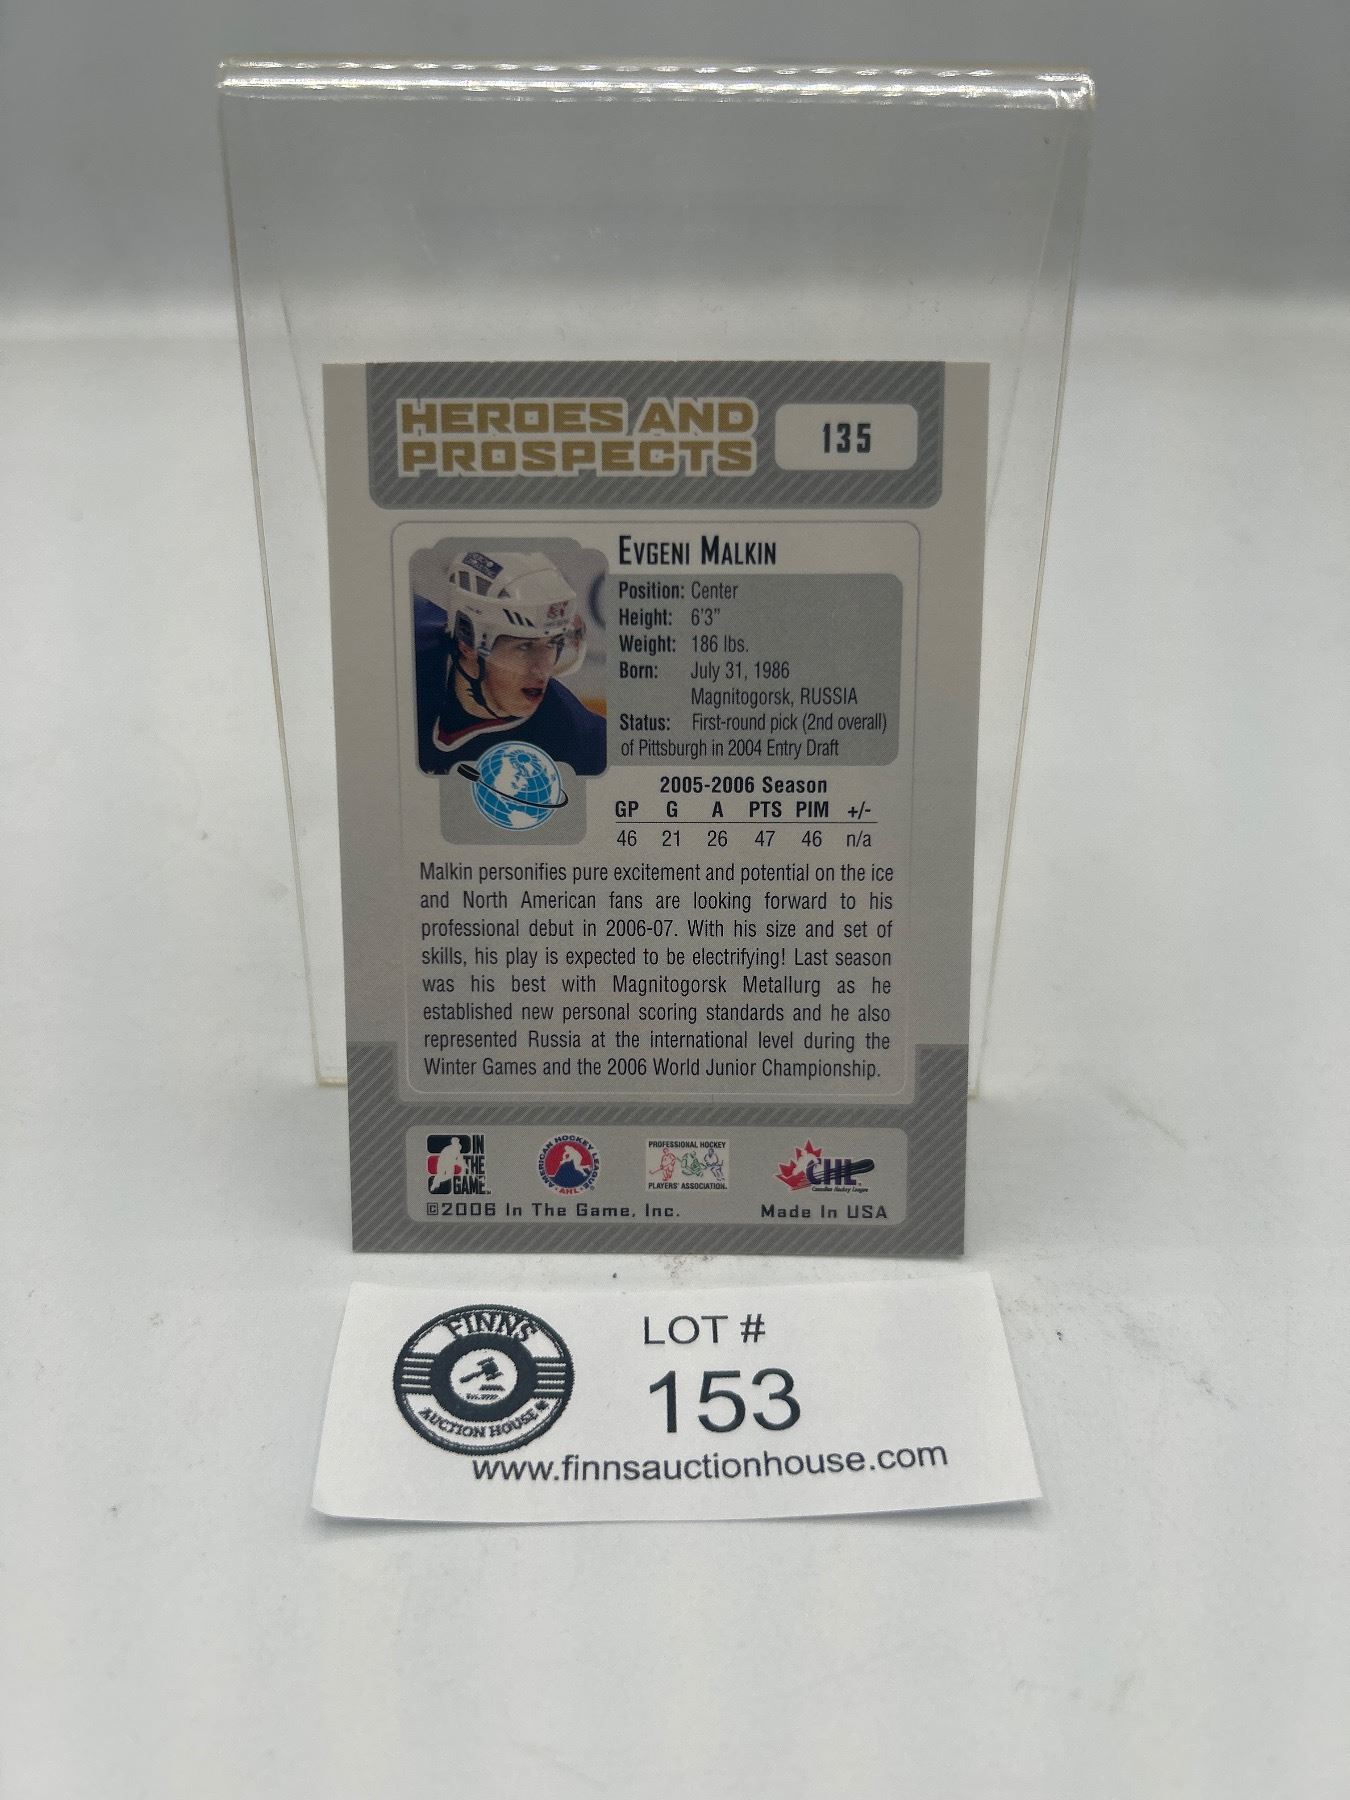 HEROES AND
PROSPECTS
135
EVGENI MALKIN
Position: Center
Height: 6'3"
Weight: 186 lbs.
Born: July 31, 1986
Magnitogorsk, RUSSIA
Status: First-round pick (2nd overall)
of Pittsburgh in 2004 Entry Draft
2005-2006 Season
GP G A PTS PIM +/-
46 21 26 47 46 n/a
Malkin personifies pure excitement and potential on the ice
and North American fans are looking forward to his
professional debut in 2006-07. With his size and set of
skills, his play is expected to be electrifying! Last season
was his best with Magnitogorsk Metallurg as he
established new personal scoring standards and he also
represented Russia at the international level during the
Winter Games and the 2006 World Junior Championship.
IN
THE
GAME
AMERICAN HOCKEY LEAGUE
AHL
PROFESSIONAL HOCKEY
PLAYERS' ASSOCIATION.
CHL
Canadian Hockey League
©2006 In The Game, Inc. Made In USA
FINNS
AUCTION HOUSE
LOT #
153
www.finnsauctionhouse.com